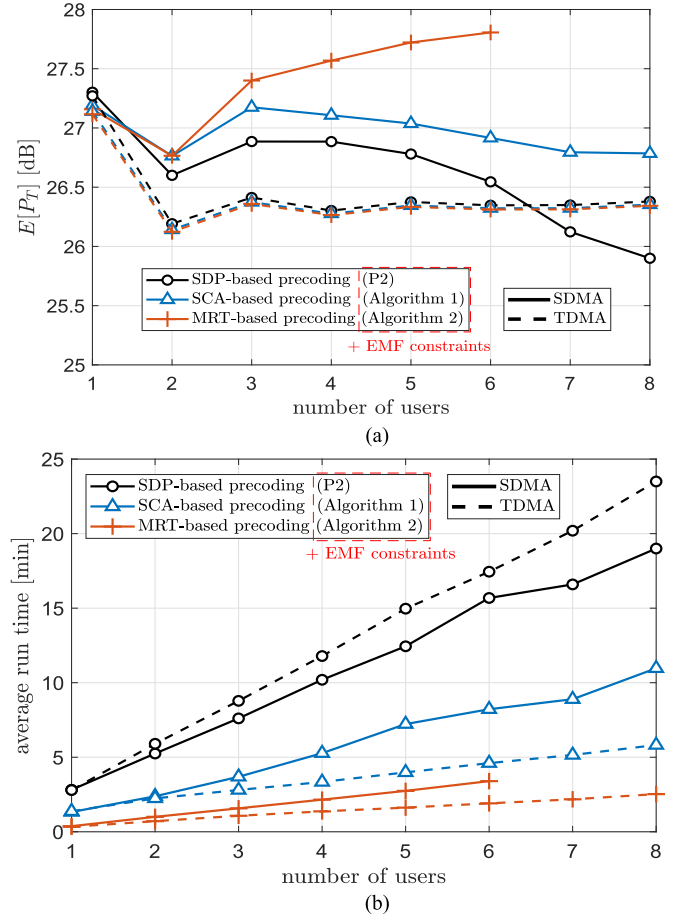 28
27.5
27
26.5
26
25.5
25
E[P_T] [dB]
SDP-based precoding (P2)
SCA-based precoding (Algorithm 1)
MRT-based precoding (Algorithm 2)
+ EMF constraints
SDMA
TDMA
1 2 3 4 5 6 7 8
number of users
(a)
25
20
15
10
5
0
average run time [min]
SDP-based precoding (P2)
SCA-based precoding (Algorithm 1)
MRT-based precoding (Algorithm 2)
+ EMF constraints
SDMA
TDMA
1 2 3 4 5 6 7 8
number of users
(b)